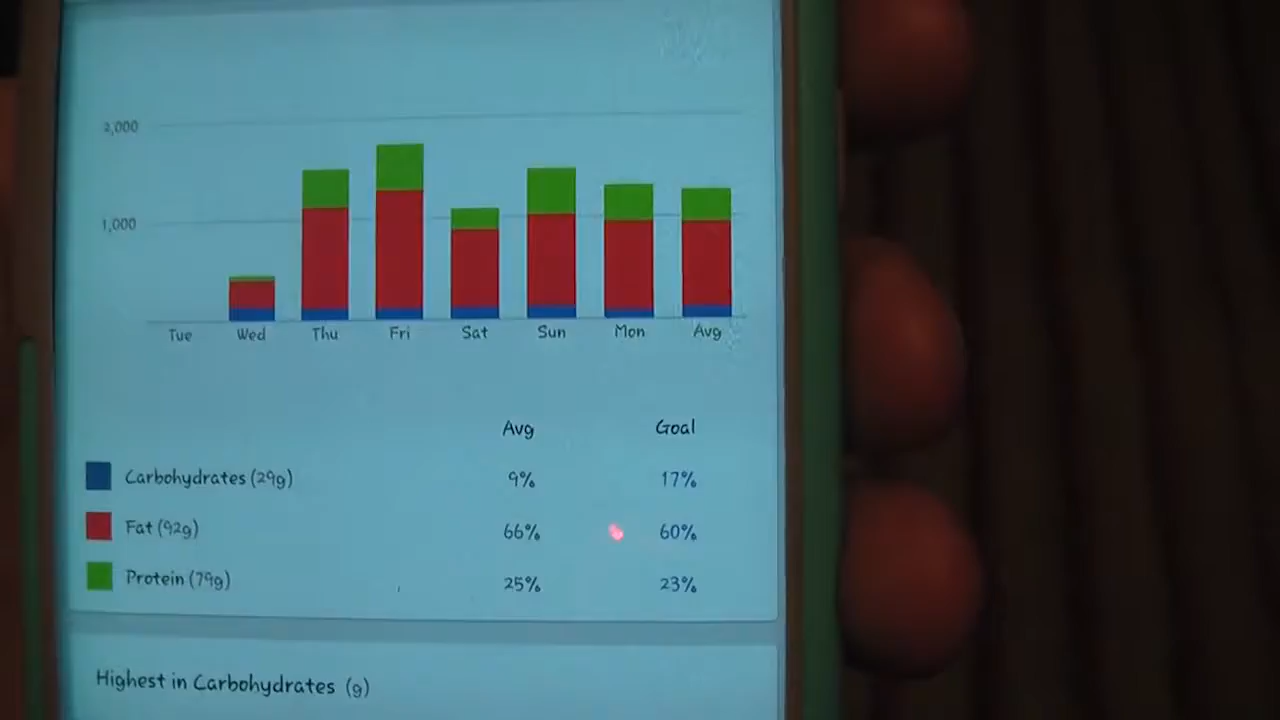 2,000
1,000
Tue Wed Thu Fri Sat Sun Mon Avg
Avg Goal
Carbohydrates (29g) 9% 17%
Fat (92g) 66% 60%
Protein (79g) 25% 23%
Highest in Carbohydrates (g)